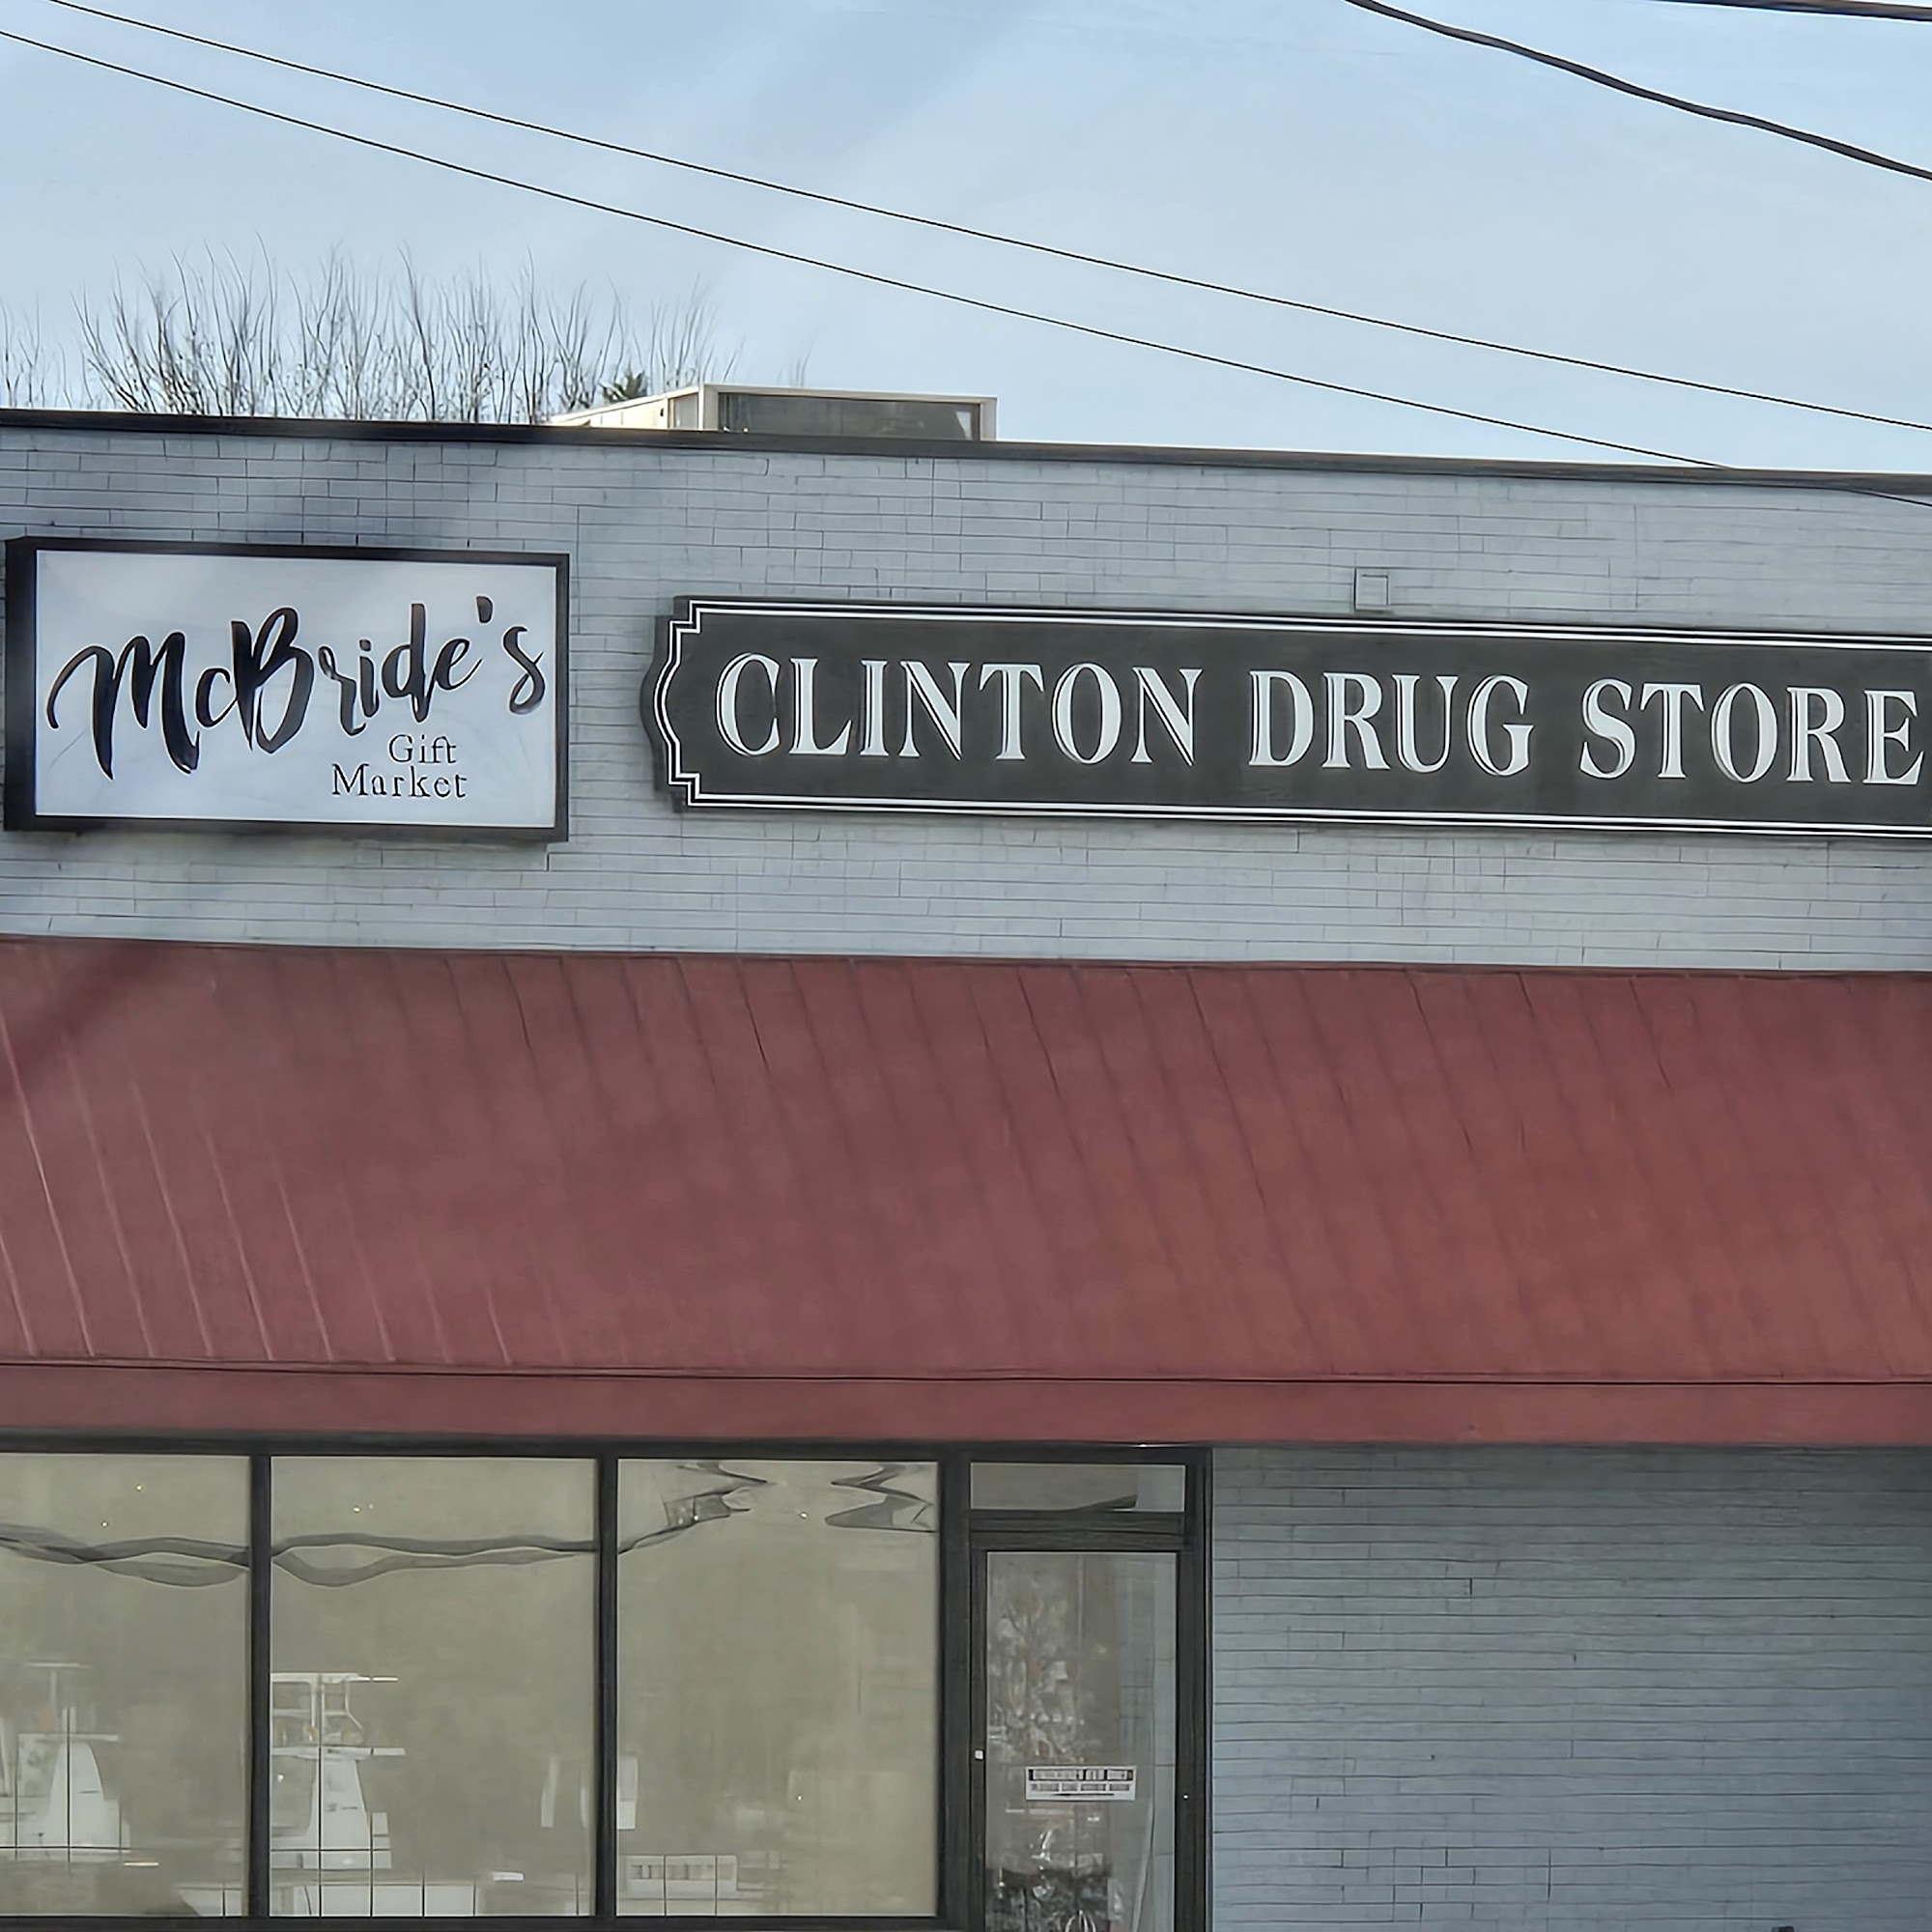 McBride's
Gift
Market
CLINTON DRUG STORE